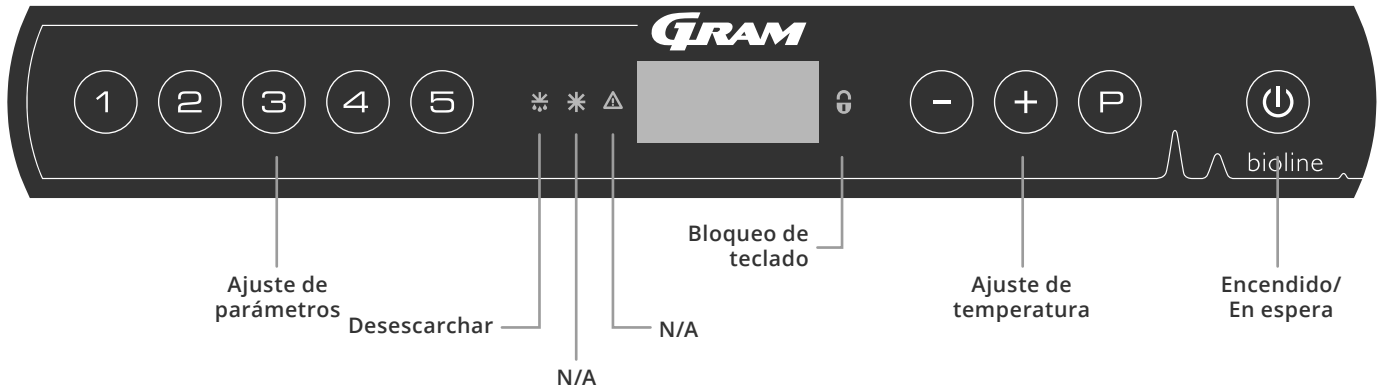 GRAM
1 2 3 4 5 - + P
bioline
Bloqueo de
teclado
Ajuste de
parámetros
Ajuste de
temperatura
Encendido/
En espera
Desescarchar
N/A
N/A